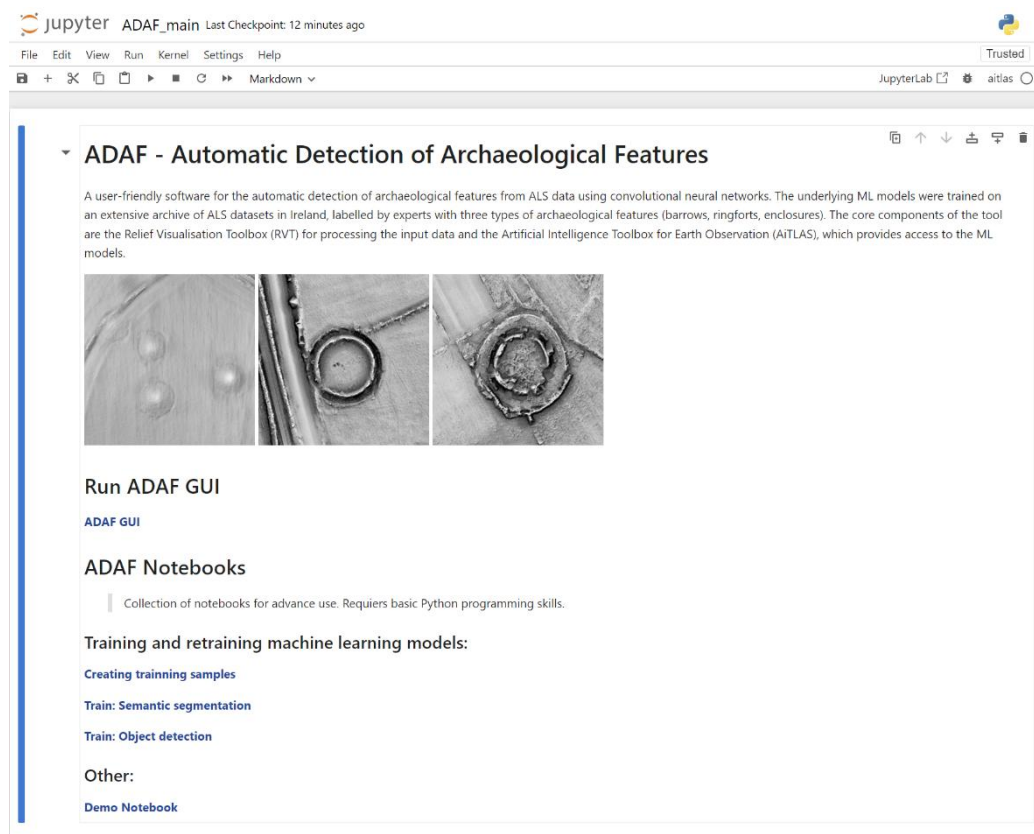 jupyter ADAF_main Last Checkpoint: 12 minutes ago
File Edit View Run Kernel Settings Help Trusted
Markdown JupyterLab aitlas
ADAF - Automatic Detection of Archaeological Features
A user-friendly software for the automatic detection of archaeological features from ALS data using convolutional neural networks. The underlying ML models were trained on
an extensive archive of ALS datasets in Ireland, labelled by experts with three types of archaeological features (barrows, ringforts, enclosures). The core components of the tool
are the Relief Visualisation Toolbox (RVT) for processing the input data and the Artificial Intelligence Toolbox for Earth Observation (AiTLAS), which provides access to the ML
models.
Run ADAF GUI
ADAF GUI
ADAF Notebooks
Collection of notebooks for advance use. Requiers basic Python programming skills.
Training and retraining machine learning models:
Creating trainning samples
Train: Semantic segmentation
Train: Object detection
Other:
Demo Notebook